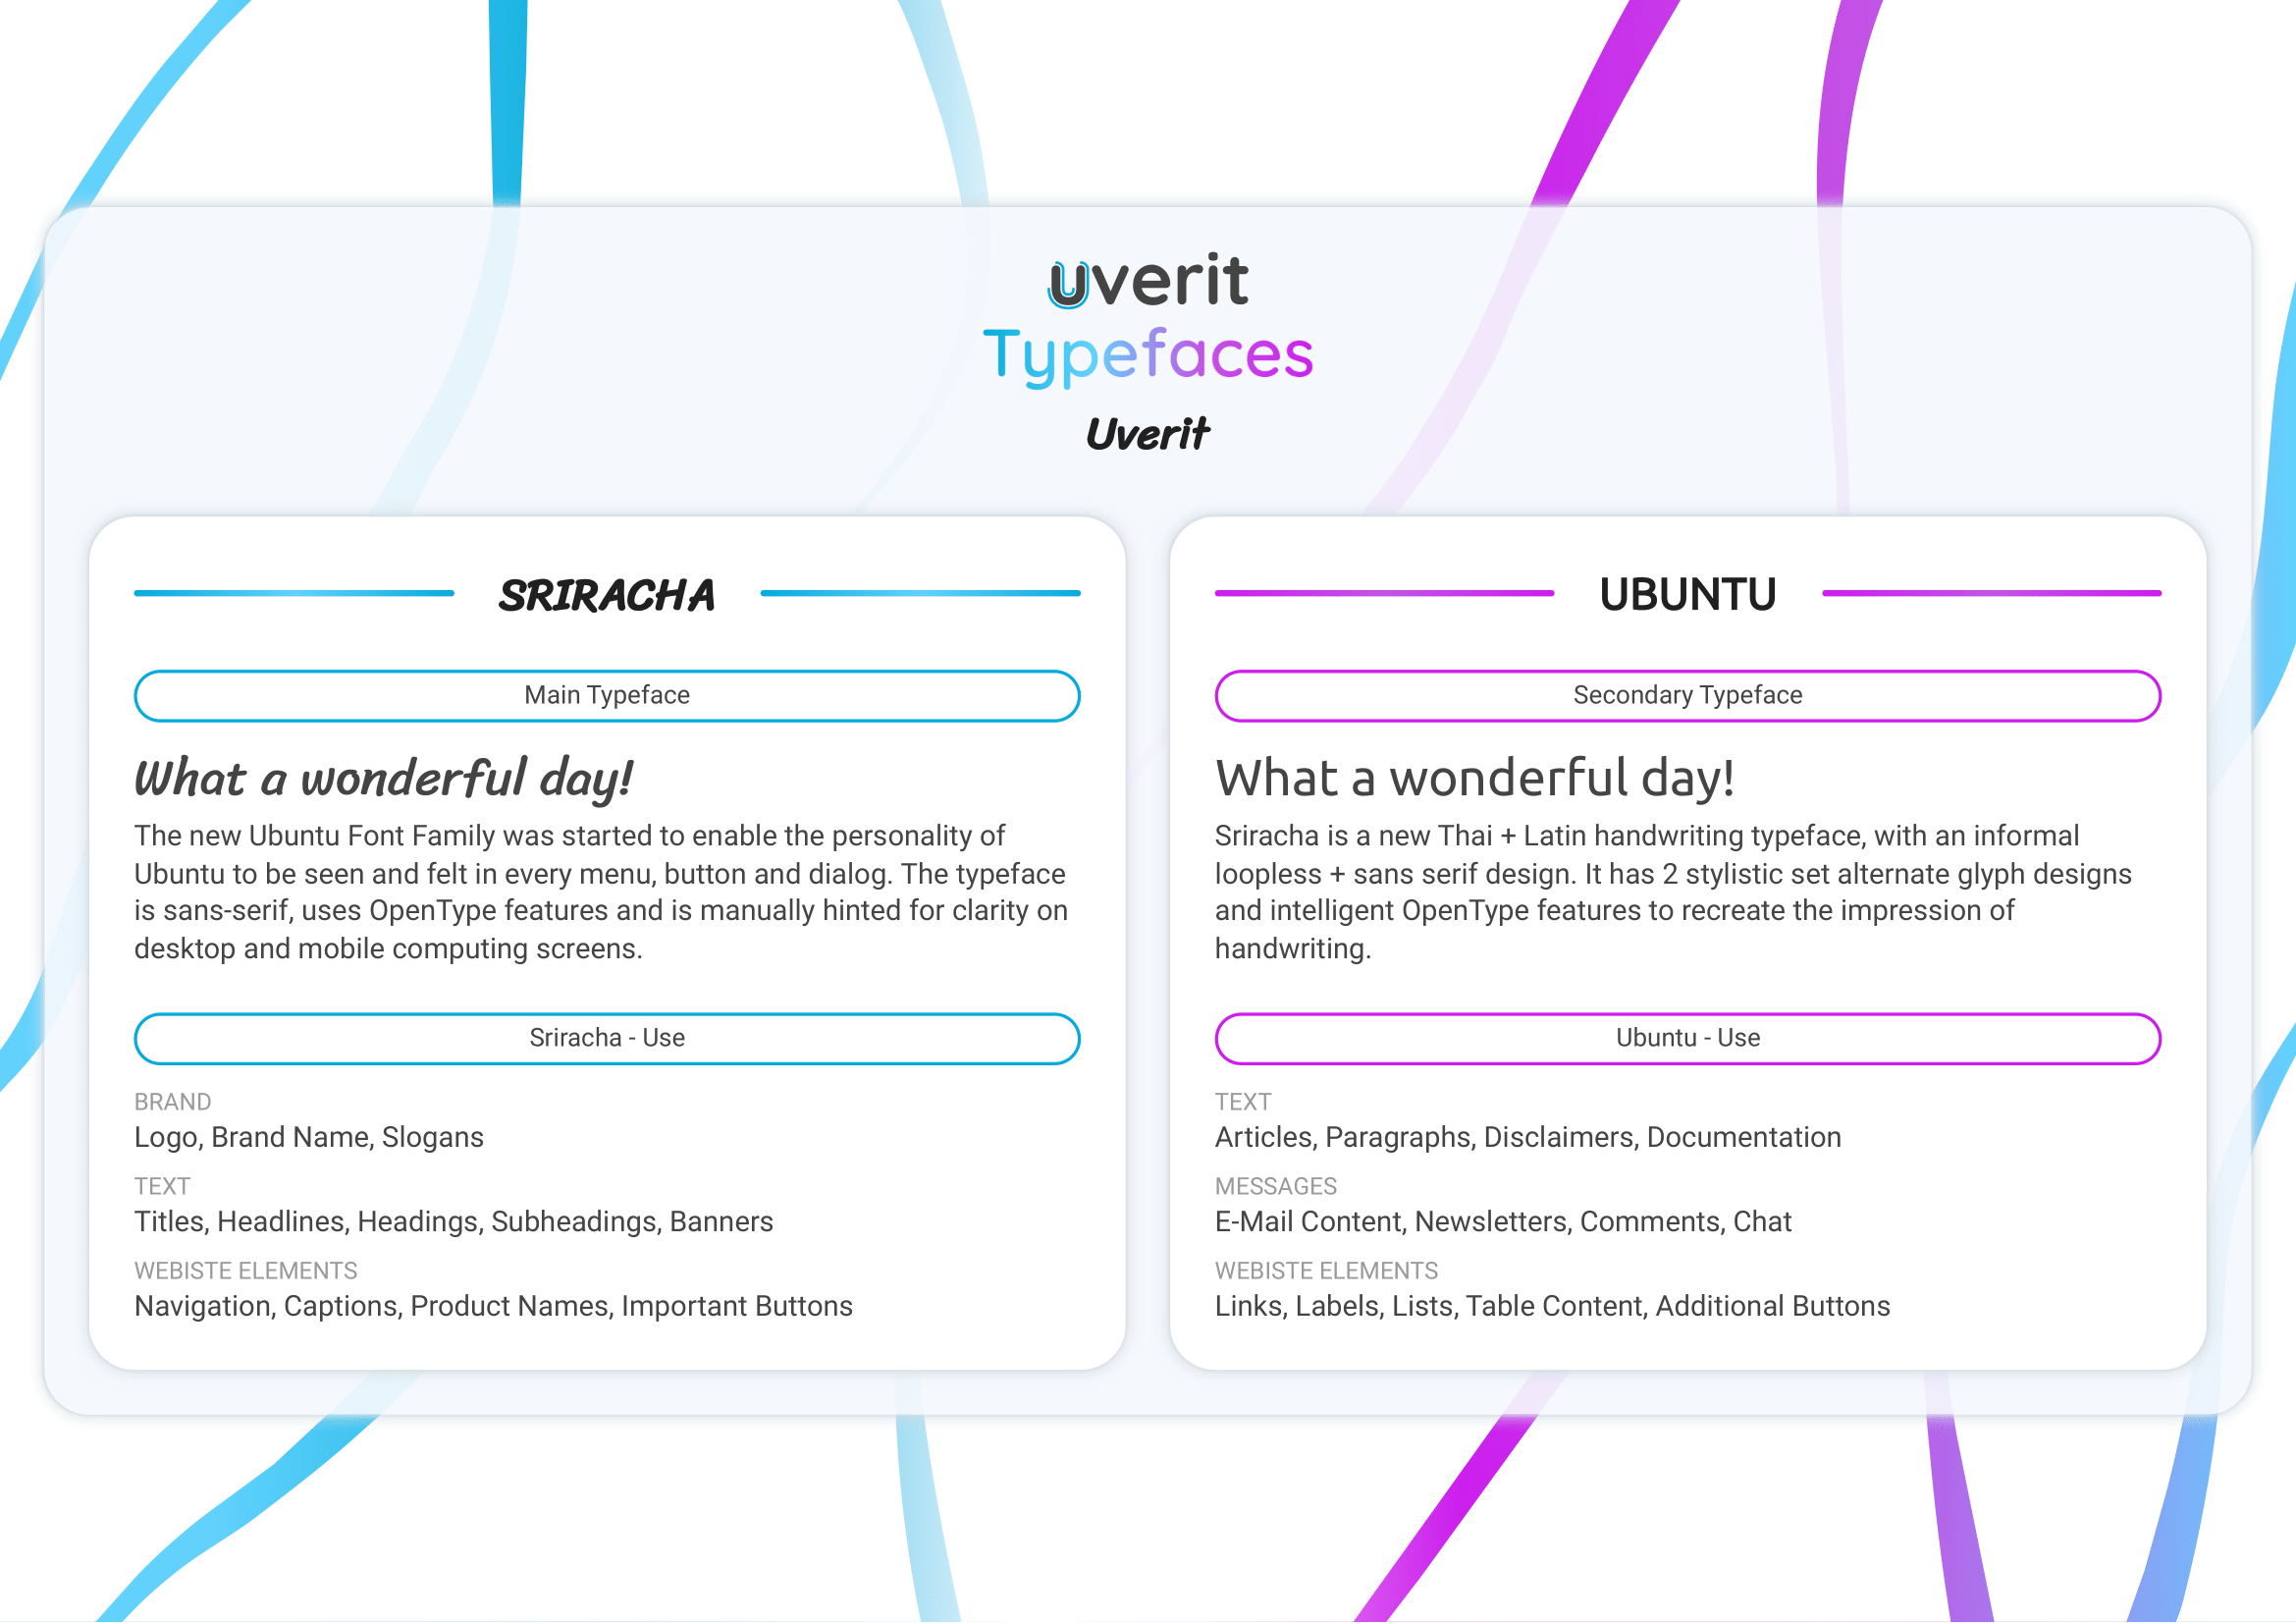 uverit
Typefaces
Uverit
SRIRACHA
Main Typeface
What a wonderful day!
The new Ubuntu Font Family was started to enable the personality of
Ubuntu to be seen and felt in every menu, button and dialog. The typeface
is sans-serif, uses OpenType features and is manually hinted for clarity on
desktop and mobile computing screens.
Sriracha - Use
BRAND
Logo, Brand Name, Slogans
TEXT
Titles, Headlines, Headings, Subheadings, Banners
WEBISTE ELEMENTS
Navigation, Captions, Product Names, Important Buttons
UBUNTU
Secondary Typeface
What a wonderful day!
Sriracha is a new Thai + Latin handwriting typeface, with an informal
loopless + sans serif design. It has 2 stylistic set alternate glyph designs
and intelligent OpenType features to recreate the impression of
handwriting.
Ubuntu - Use
TEXT
Articles, Paragraphs, Disclaimers, Documentation
MESSAGES
E-Mail Content, Newsletters, Comments, Chat
WEBISTE ELEMENTS
Links, Labels, Lists, Table Content, Additional Buttons